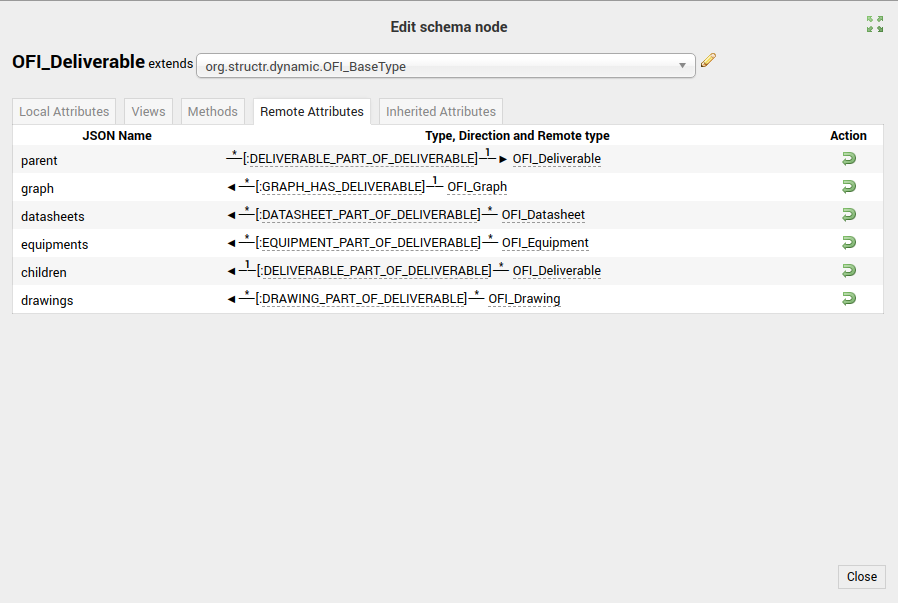 Edit schema node
OFI_Deliverable extends org.structr.dynamic.OFI_BaseType
Local Attributes Views Methods Remote Attributes Inherited Attributes
JSON Name Type, Direction and Remote type Action
parent —*—[:DELIVERABLE_PART_OF_DELIVERABLE]—1—► OFI_Deliverable
graph ◄—*—[:GRAPH_HAS_DELIVERABLE]—1— OFI_Graph
datasheets ◄—*—[:DATASHEET_PART_OF_DELIVERABLE]—*— OFI_Datasheet
equipments ◄—*—[:EQUIPMENT_PART_OF_DELIVERABLE]—*— OFI_Equipment
children ◄—1—[:DELIVERABLE_PART_OF_DELIVERABLE]—*— OFI_Deliverable
drawings ◄—*—[:DRAWING_PART_OF_DELIVERABLE]—*— OFI_Drawing
Close